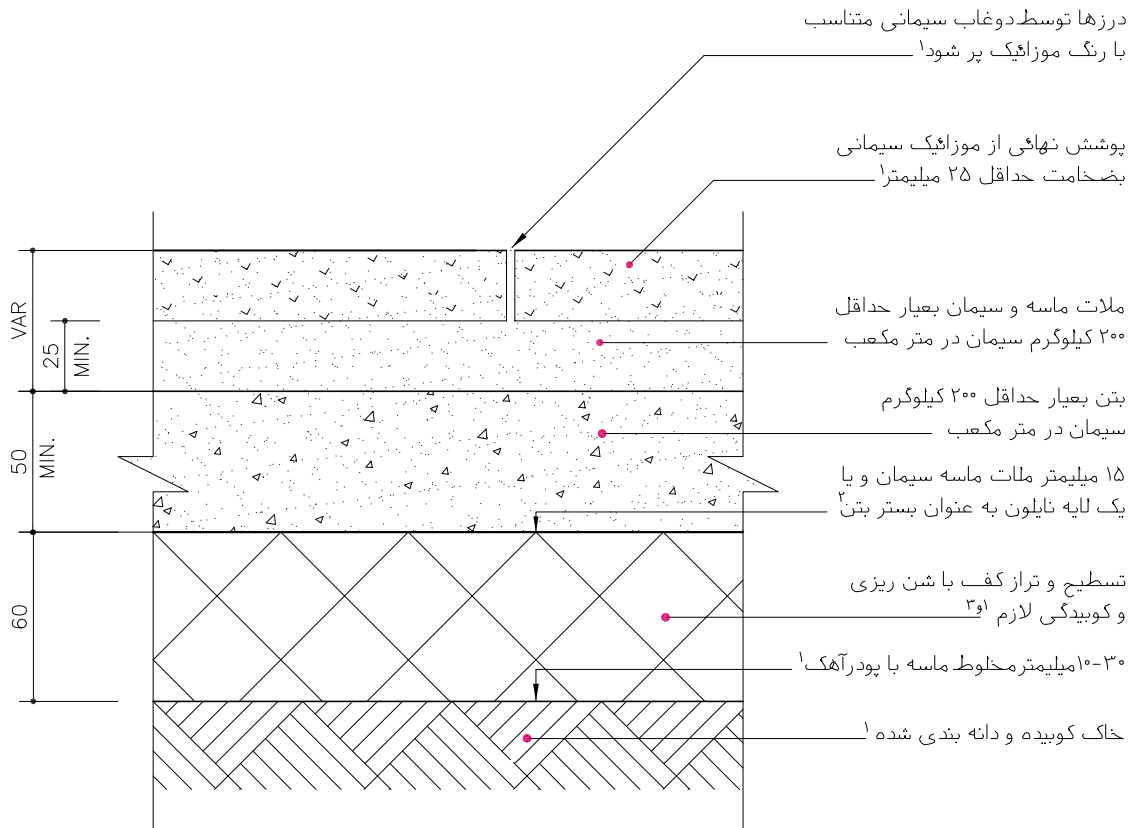 درزها توسط دوغاب سیمانی متناسب
با رنگ موزائیک پر شود۱
پوشش نهائی از موزائیک سیمانی
بضخامت حداقل ۲۵ میلیمتر۱
ملات ماسه و سیمان بعیار حداقل
۲۰۰ کیلوگرم سیمان در متر مکعب
بتن بعیار حداقل ۲۰۰ کیلوگرم
سیمان در متر مکعب
۱۵ میلیمتر ملات ماسه سیمان و یا
یک لایه نایلون به عنوان بستر بتن۲
تسطیح و تراز کف با شن ریزی
و کوبیدگی لازم ۱و۳
۱۰-۳۰میلیمترمخلوط ماسه با پودرآهک۱
خاک کوبیده و دانه بندی شده ۱
VAR
25
MIN.
50
MIN.
60